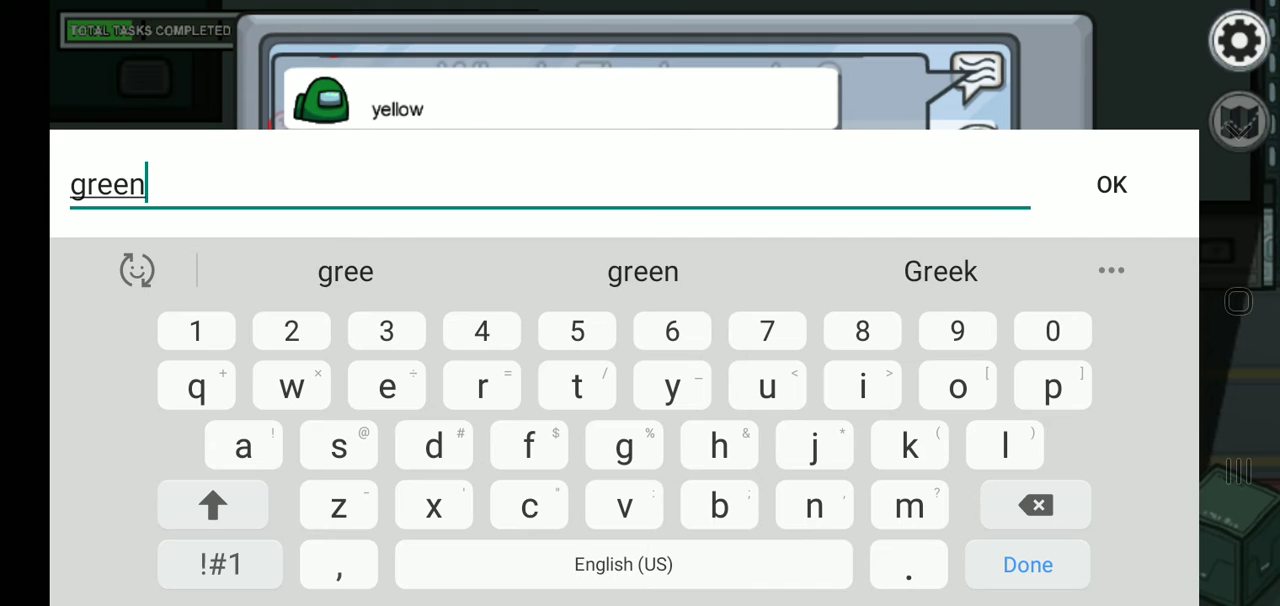 TOTAL TASKS COMPLETED
yellow
green
OK
gree green Greek
1 2 3 4 5 6 7 8 9 0
q + w × e ÷ r = t / y _ u < i > o [ p ]
a ! s @ d # f $ g % h & j * k ( l )
z - x ' c " v : b ; n , m ?
!#1 , English (US) . Done